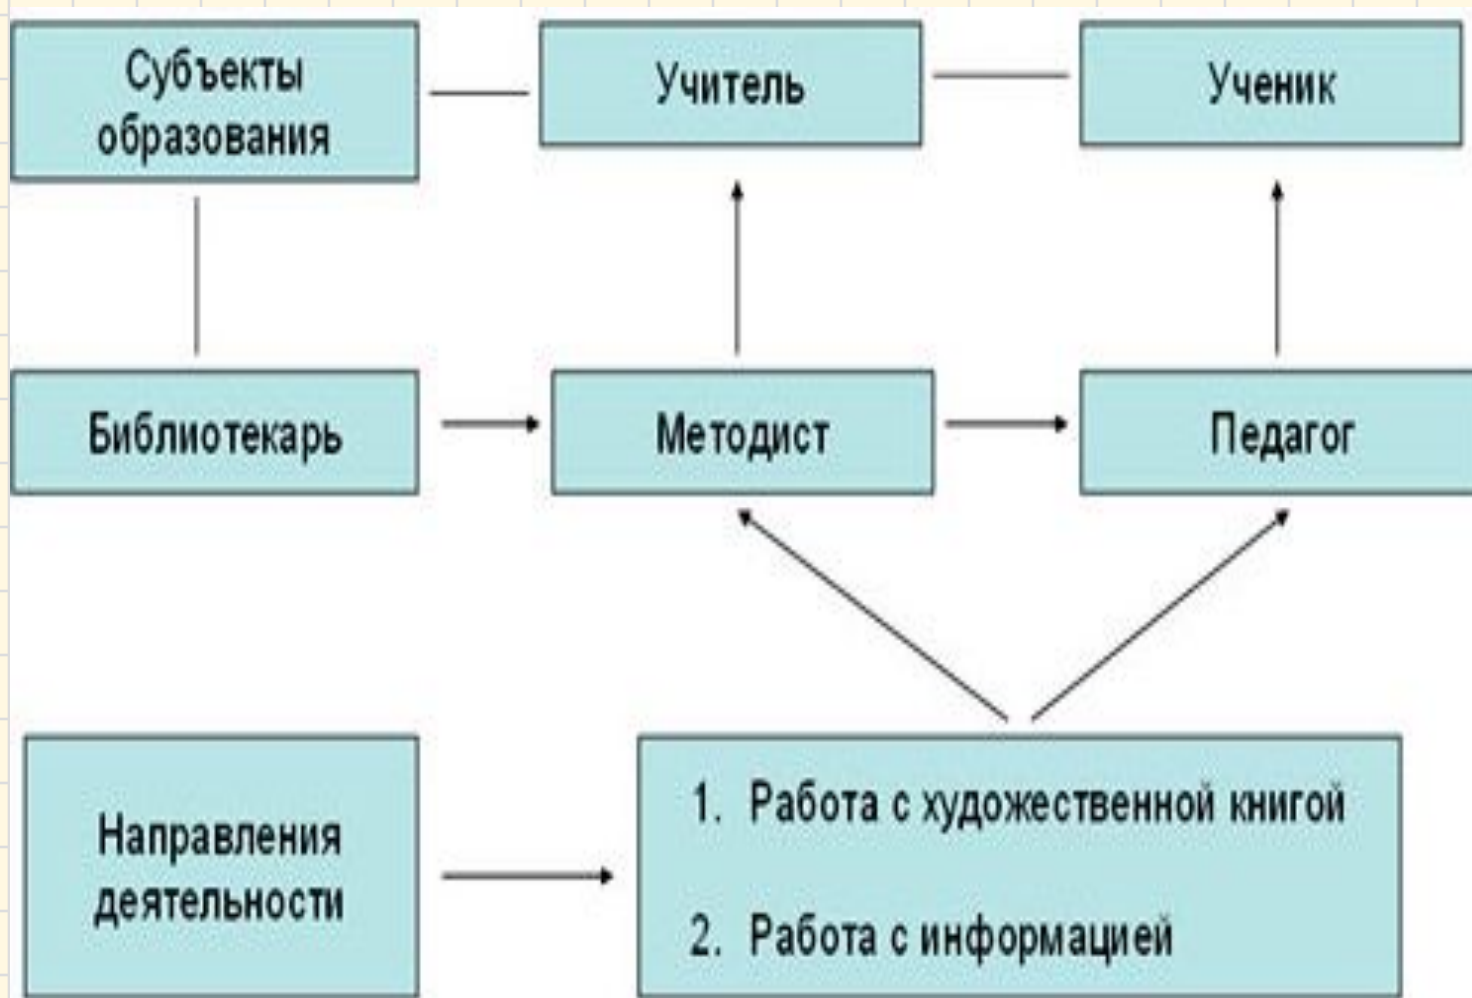 Субъекты
образования
Учитель
Ученик
Библиотекарь
Методист
Педагог
Направления
деятельности
1. Работа с художественной книгой
2. Работа с информацией